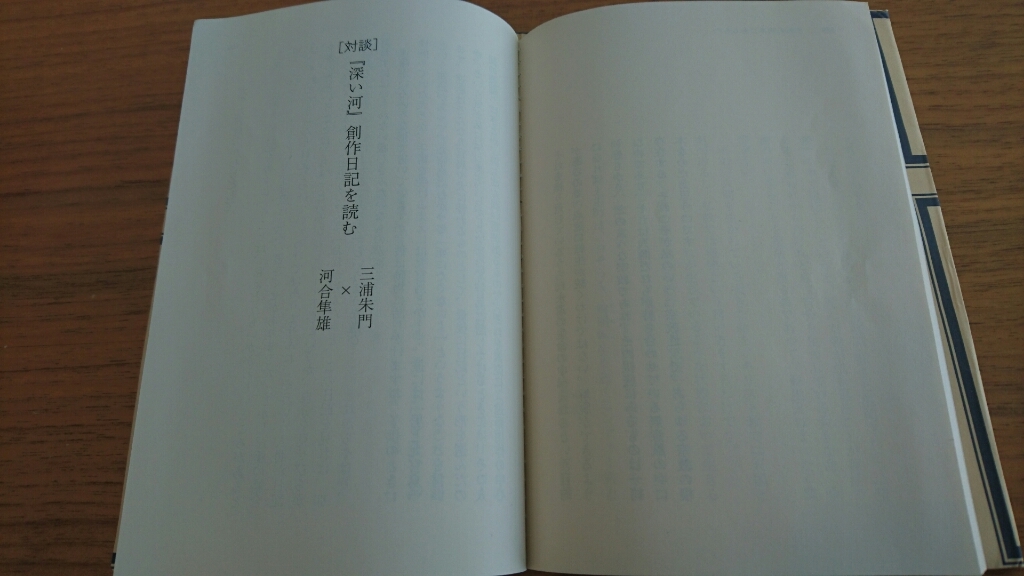 [対談]
『深い河』創作日記を読む
三浦朱門
×
河合隼雄